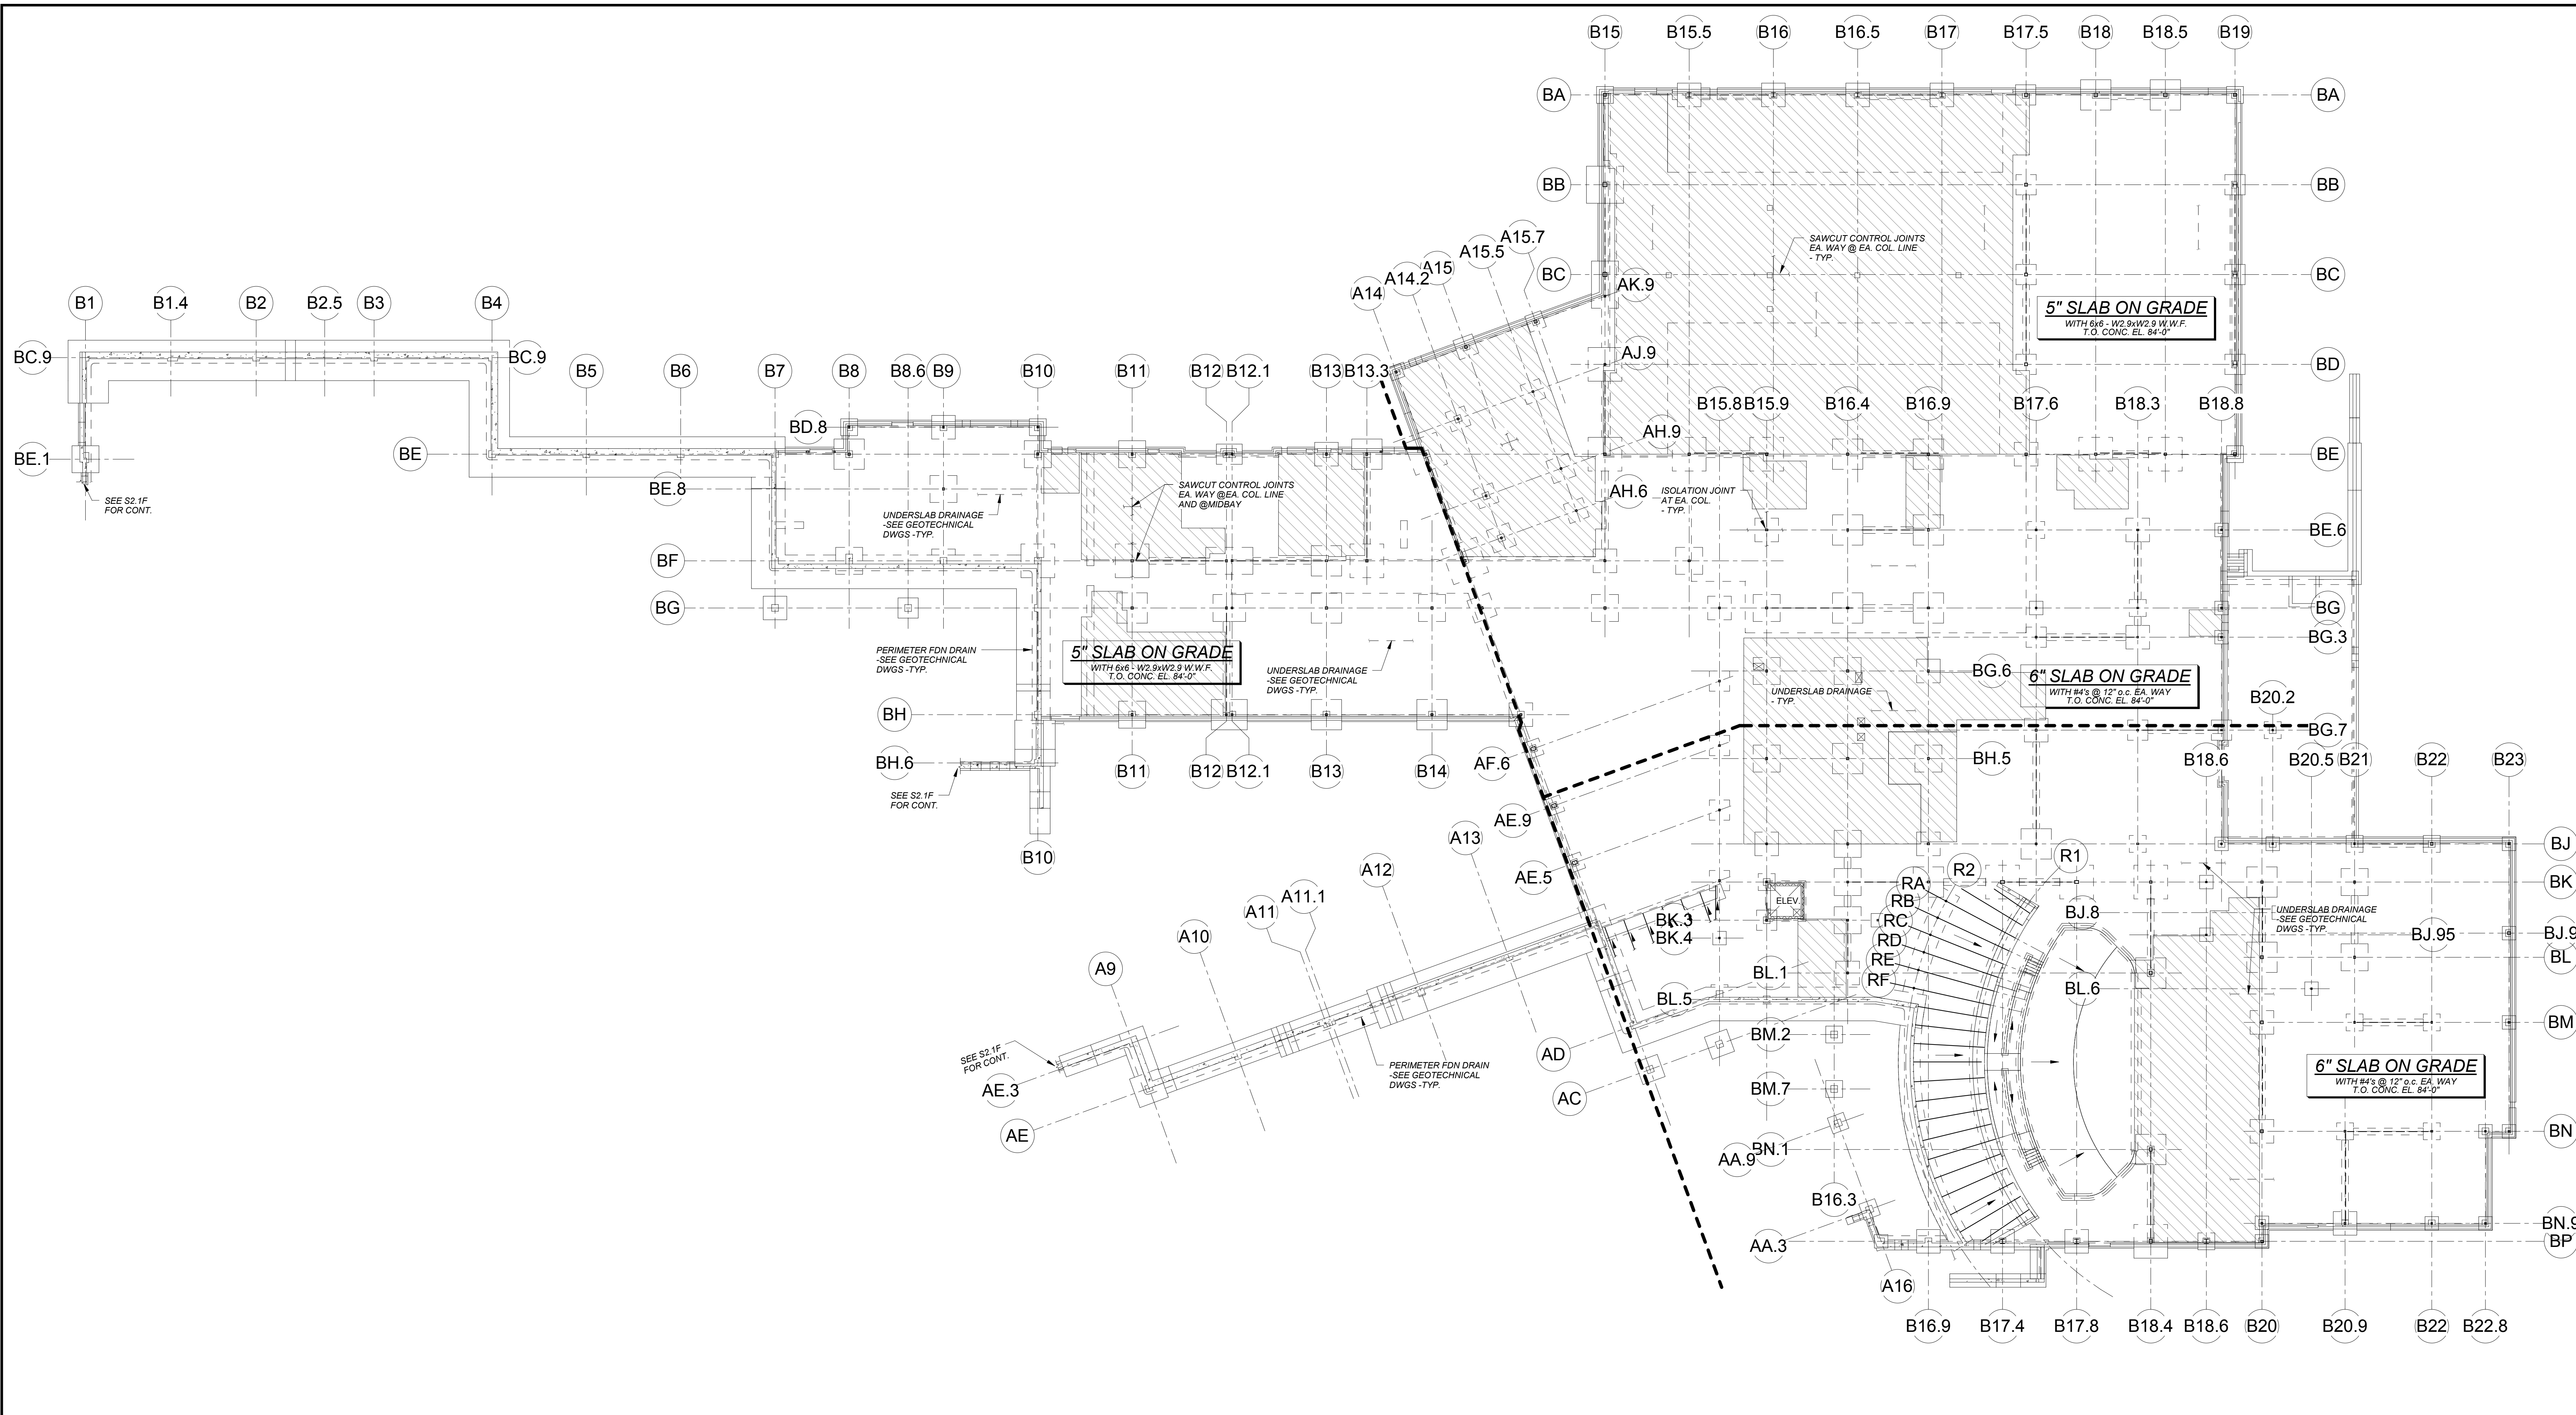 B15 B15.5 B16 B16.5 B17 B17.5 B18 B18.5 B19
BA BA
BB BB
SAWCUT CONTROL JOINTS
EA. WAY @ EA. COL. LINE
- TYP.
A14 A14.2 A15 A15.5 A15.7
BC BC
AK.9
5" SLAB ON GRADE
WITH 6x6 - W2.9xW2.9 W.W.F.
T.O. CONC. EL. 84'-0"
B1 B1.4 B2 B2.5 B3 B4
BC.9 BC.9
AJ.9 BD
B5 B6 B7 B8 B8.6 B9 B10 B11 B12 B12.1 B13 B13.3
B15.8 B15.9 B16.4 B16.9 B17.6 B18.3 B18.8
BD.8
AH.9
BE.1 BE BE
SEE S2.1F
FOR CONT.
BE.8
UNDERSLAB DRAINAGE
-SEE GEOTECHNICAL
DWGS -TYP.
SAWCUT CONTROL JOINTS
EA. WAY @EA. COL. LINE
AND @MIDBAY
AH.6
ISOLATION JOINT
AT EA. COL.
- TYP.
BE.6
BF
BG BG
BG.3
PERIMETER FDN DRAIN
-SEE GEOTECHNICAL
DWGS -TYP.
5" SLAB ON GRADE
WITH 6x6 - W2.9xW2.9 W.W.F.
T.O. CONC. EL. 84'-0"
UNDERSLAB DRAINAGE
-SEE GEOTECHNICAL
DWGS -TYP.
BG.6
UNDERSLAB DRAINAGE
- TYP.
6" SLAB ON GRADE
WITH #4's @ 12" o.c. EA. WAY
T.O. CONC. EL. 84'-0"
B20.2
BH
BG.7
BH.6
B11 B12 B12.1 B13 B14
AF.6
BH.5
B18.6 B20.5 B21 B22 B23
SEE S2.1F
FOR CONT.
AE.9
B10
A13
A12
AE.5
R2 R1
BJ
A11 A11.1
A10
A9
RA
RB
RC
RD
RE
RF
ELEV.
BK
BK.3
BK.4
BJ.8
UNDERSLAB DRAINAGE
-SEE GEOTECHNICAL
DWGS -TYP.
BJ.95 BJ.9
BL
BL.1
BL.5
BL.6
BM.2
BM
AD
SEE S2.1F
FOR CONT.
AE.3
PERIMETER FDN DRAIN
-SEE GEOTECHNICAL
DWGS -TYP.
AC
BM.7
6" SLAB ON GRADE
WITH #4's @ 12" o.c. EA. WAY
T.O. CONC. EL. 84'-0"
AE
BN
AA.9 BN.1
B16.3
BN.9
AA.3
BP
A16
B16.9 B17.4 B17.8 B18.4 B18.6 B20 B20.9 B22 B22.8